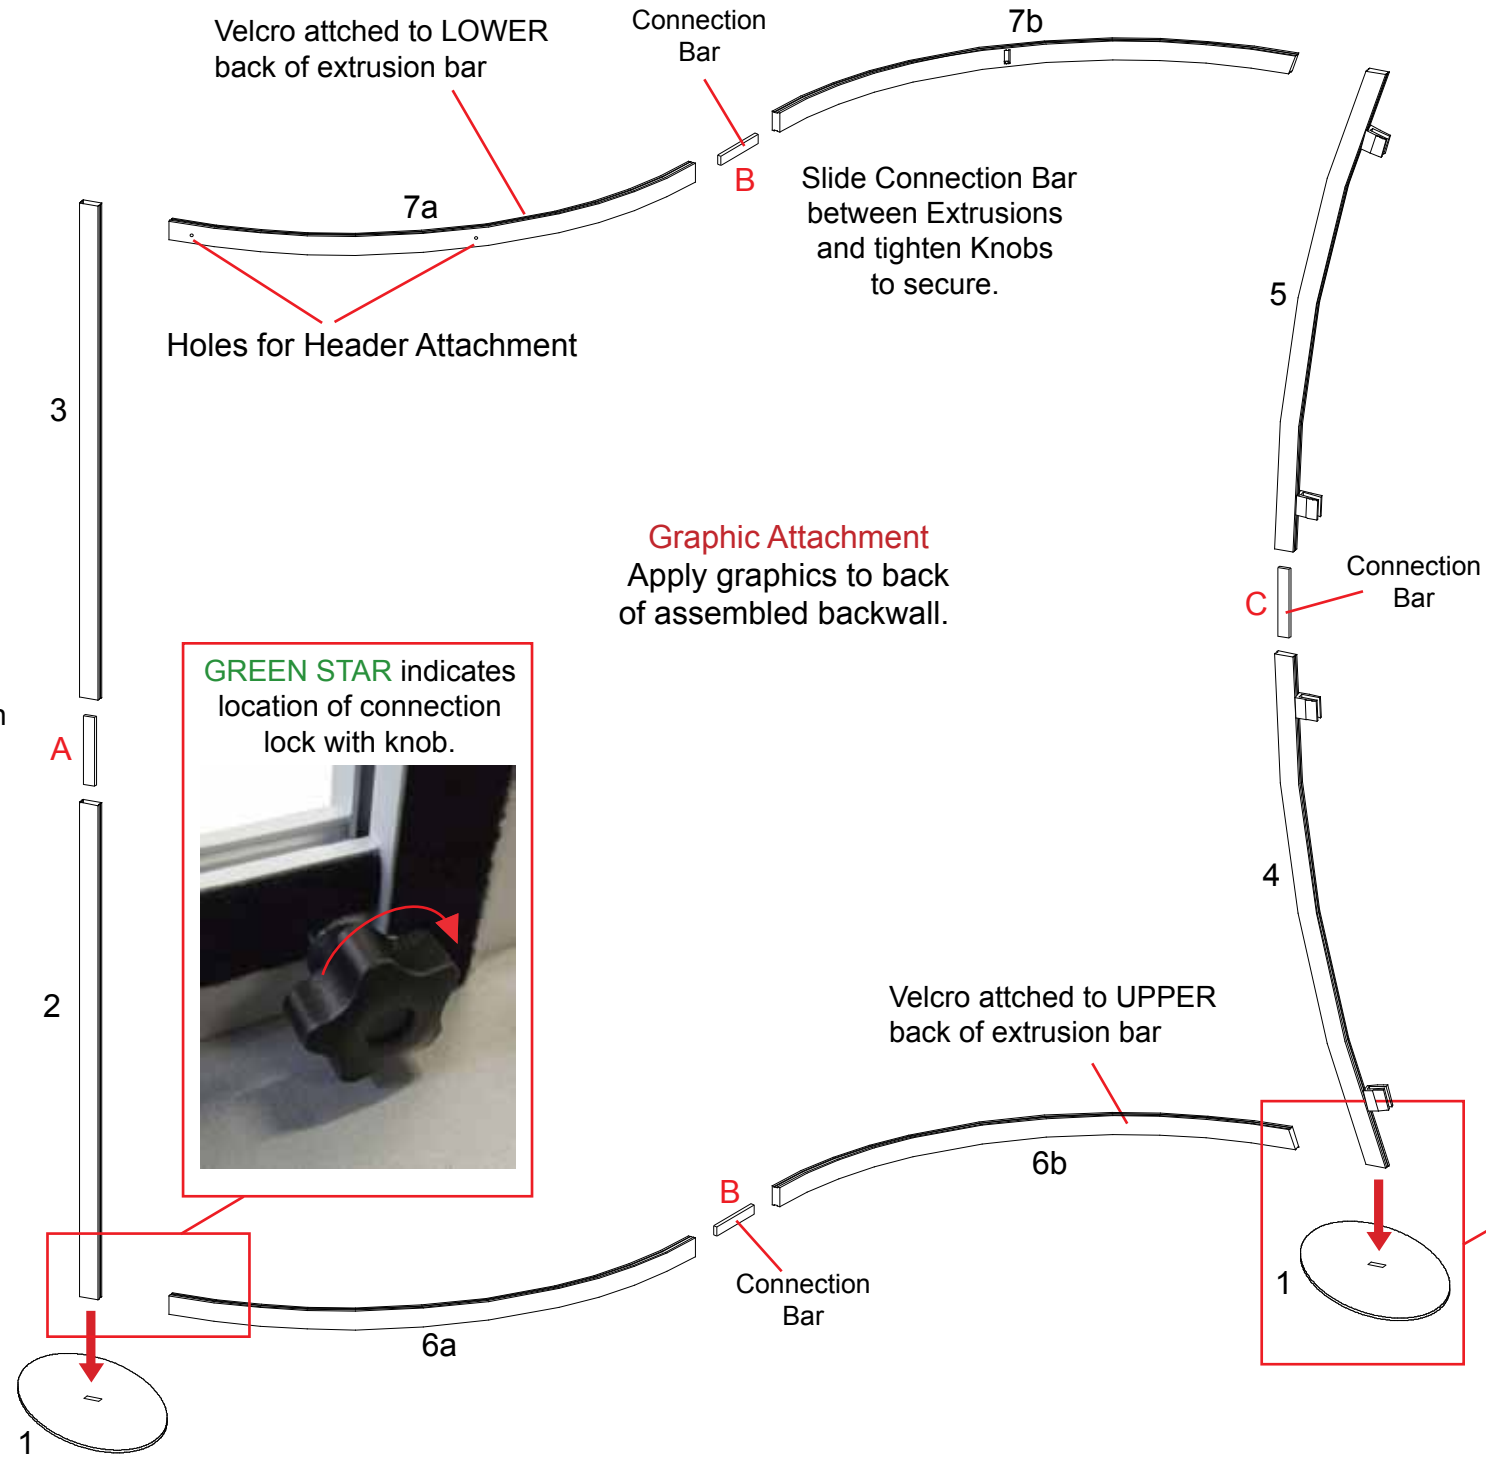 Velcro attched to LOWER
back of extrusion bar
Connection
Bar
7b
7a
B
Slide Connection Bar
between Extrusions
and tighten Knobs
to secure.
Holes for Header Attachment
5
3
Graphic Attachment
Apply graphics to back
of assembled backwall.
Connection
Bar
C
GREEN STAR indicates
location of connection
lock with knob.
A
4
2
Velcro attched to UPPER
back of extrusion bar
6b
B
Connection
Bar
1
6a
1